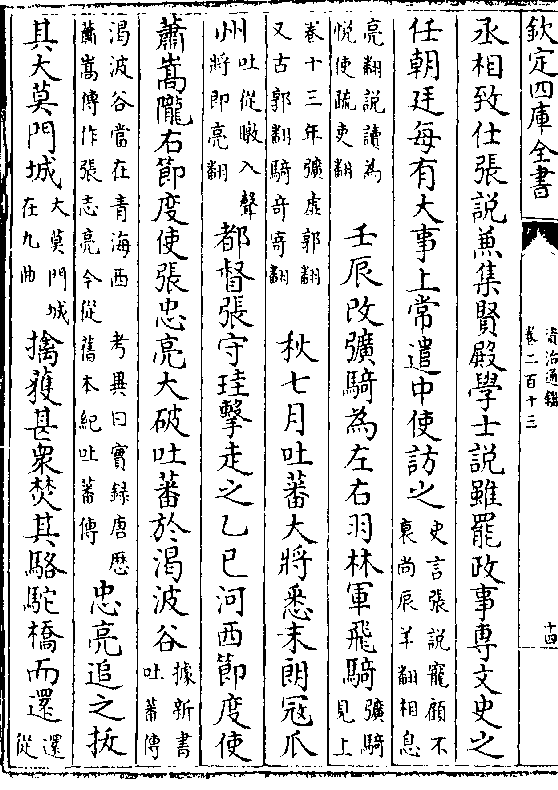 欽定四庫全書
資治通鑑
卷二百十三
十四
丞相致仕張說兼集賢殿學士說雖罷政事專文史之
任朝廷每有大事上常遣中使訪之史言張說寵顧不衰尚辰羊翻相息
亮翻說讀為悅使疏吏翻 壬辰改彍騎為左右羽林軍飛騎彍騎見上
卷十三年彍虚郭翻又古郭翻騎奇寄翻 秋七月吐蕃大將悉末朗冦瓜
州吐從暾入聲將即亮翻都督張守珪擊走之乙巳河西節度使
蕭嵩隴右節度使張忠亮大破吐蕃於渴波谷據新書吐蕃傳
渴波谷當在青海西 考異曰實録唐厯蕭嵩傳作張志亮今從舊本紀吐蕃傳忠亮追之拔
其大莫門城大莫門城在九曲擒獲甚衆焚其駱駝橋而還還從